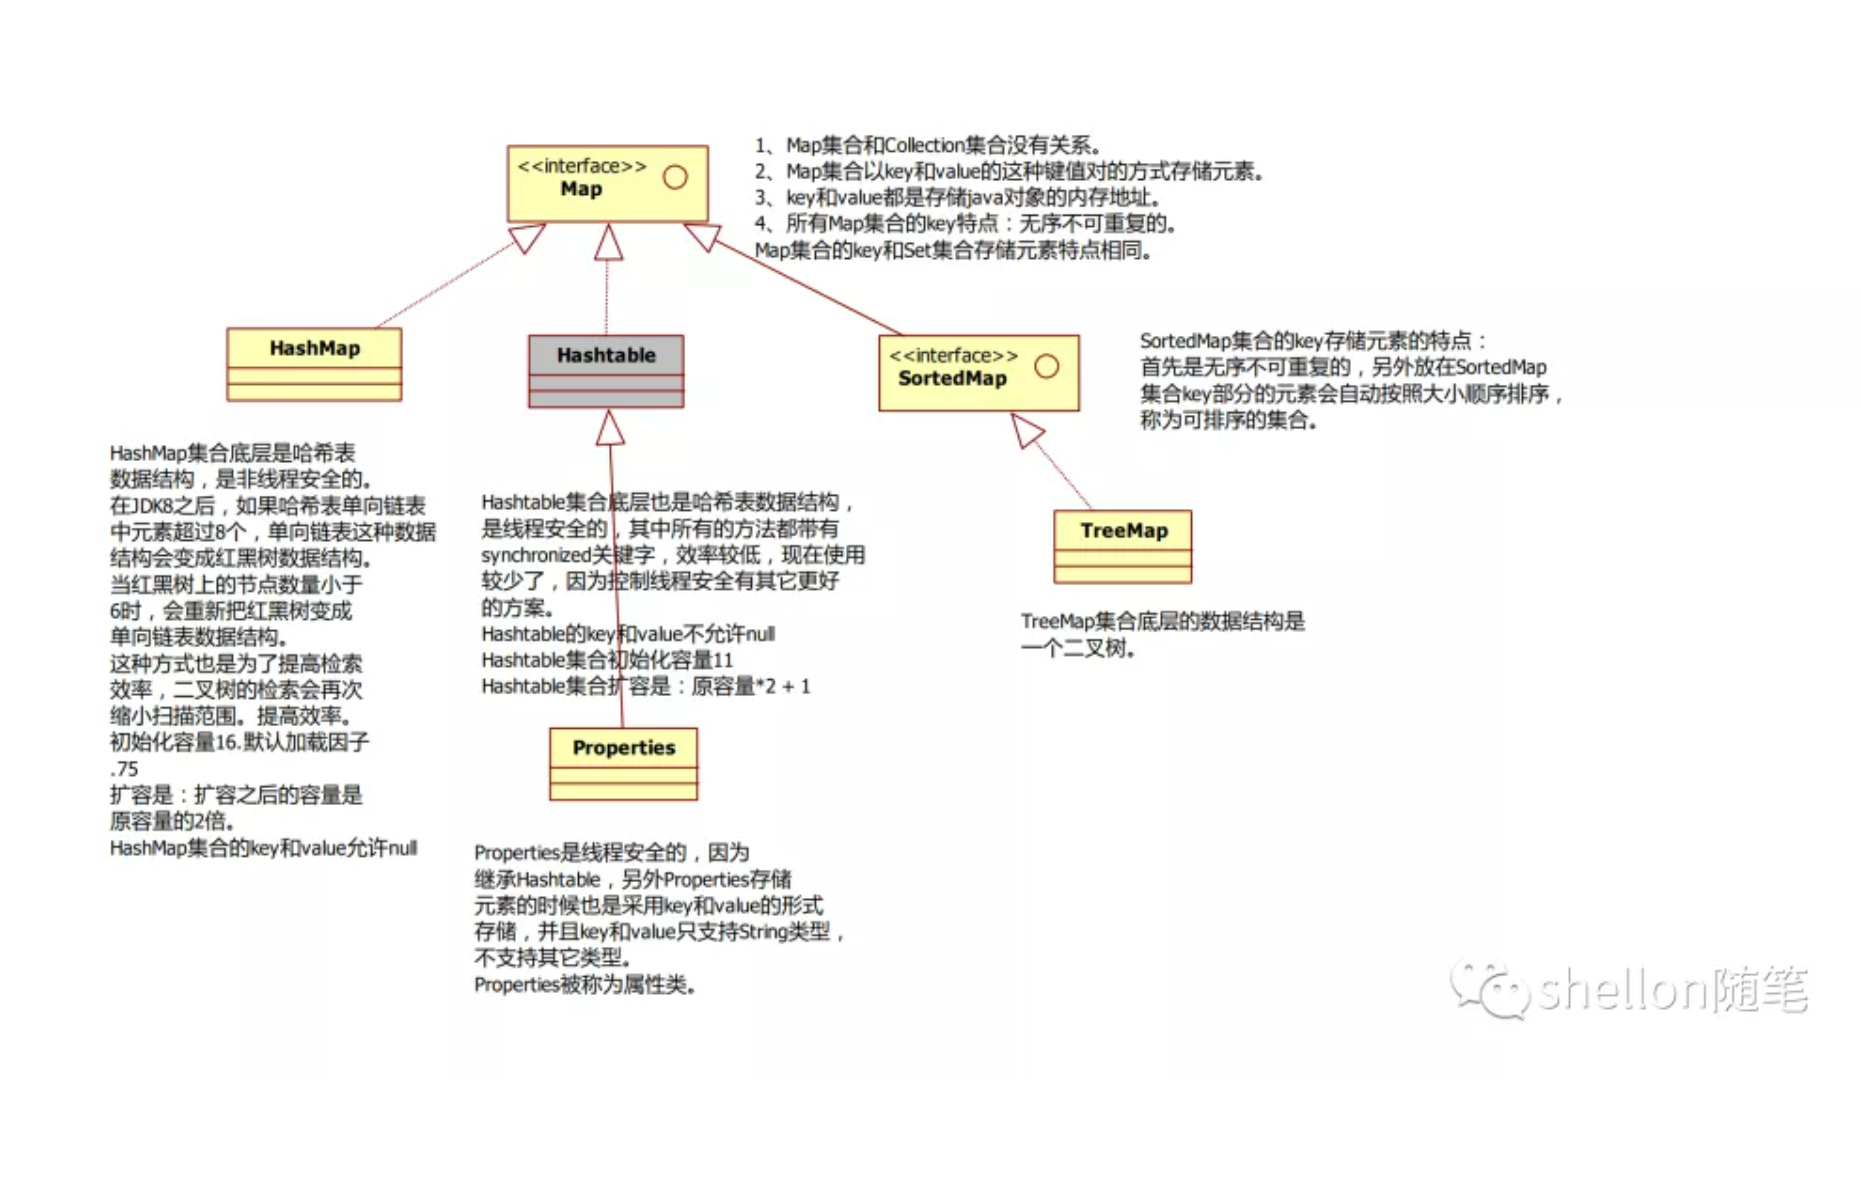 <<interface>>
Map
1、Map集合和Collection集合没有关系。
2、Map集合以key和value的这种键值对的方式存储元素。
3、key和value都是存储java对象的内存地址。
4、所有Map集合的key特点：无序不可重复的。
Map集合的key和Set集合存储元素特点相同。
HashMap
Hashtable
<<interface>>
SortedMap
SortedMap集合的key存储元素的特点：
首先是无序不可重复的，另外放在SortedMap
集合key部分的元素会自动按照大小顺序排序，
称为可排序的集合。
HashMap集合底层是哈希表
数据结构，是非线程安全的。
在JDK8之后，如果哈希表单向链表
中元素超过8个，单向链表这种数据
结构会变成红黑树数据结构。
当红黑树上的节点数量小于
6时，会重新把红黑树变成
单向链表数据结构。
这种方式也是为了提高检索
效率，二叉树的检索会再次
缩小扫描范围。提高效率。
初始化容量16.默认加载因子
.75
扩容是：扩容之后的容量是
原容量的2倍。
HashMap集合的key和value允许null
Hashtable集合底层也是哈希表数据结构，
是线程安全的，其中所有的方法都带有
synchronized关键字，效率较低，现在使用
较少了，因为控制线程安全有其它更好
的方案。
Hashtable的key和value不允许null
Hashtable集合初始化容量11
Hashtable集合扩容是：原容量*2 + 1
TreeMap
TreeMap集合底层的数据结构是
一个二叉树。
Properties
Properties是线程安全的，因为
继承Hashtable，另外Properties存储
元素的时候也是采用key和value的形式
存储，并且key和value只支持String类型，
不支持其它类型。
Properties被称为属性类。
shellon随笔